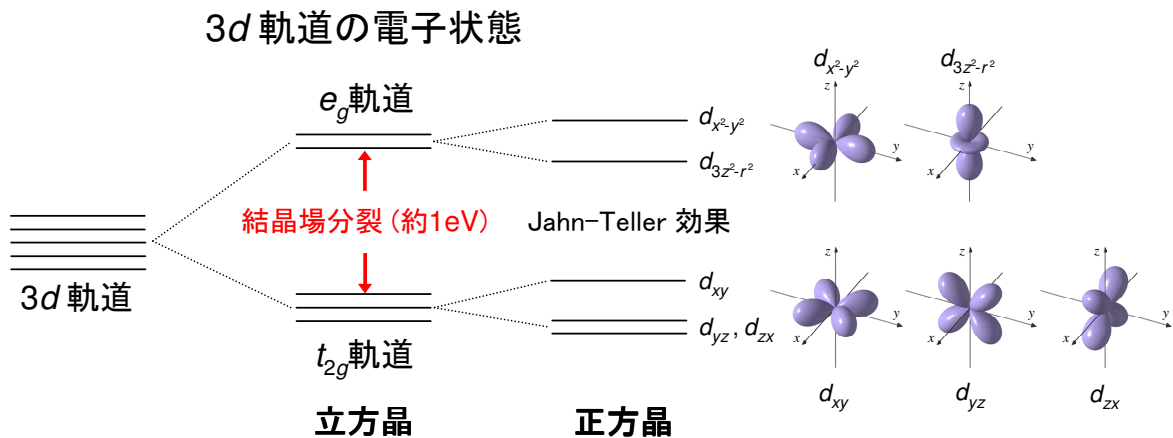 3d 軌道の電子状態
e_g軌道
結晶場分裂 (約1eV)
3d 軌道
t_{2g}軌道
立方晶
d_{x²-y²}
d_{3z²-r²}
Jahn-Teller 効果
d_{xy}
d_{yz} , d_{zx}
正方晶
d_{x²-y²}
z
y
x
d_{3z²-r²}
z
y
x
z
y
x
d_{xy}
z
y
x
d_{yz}
z
y
x
d_{zx}